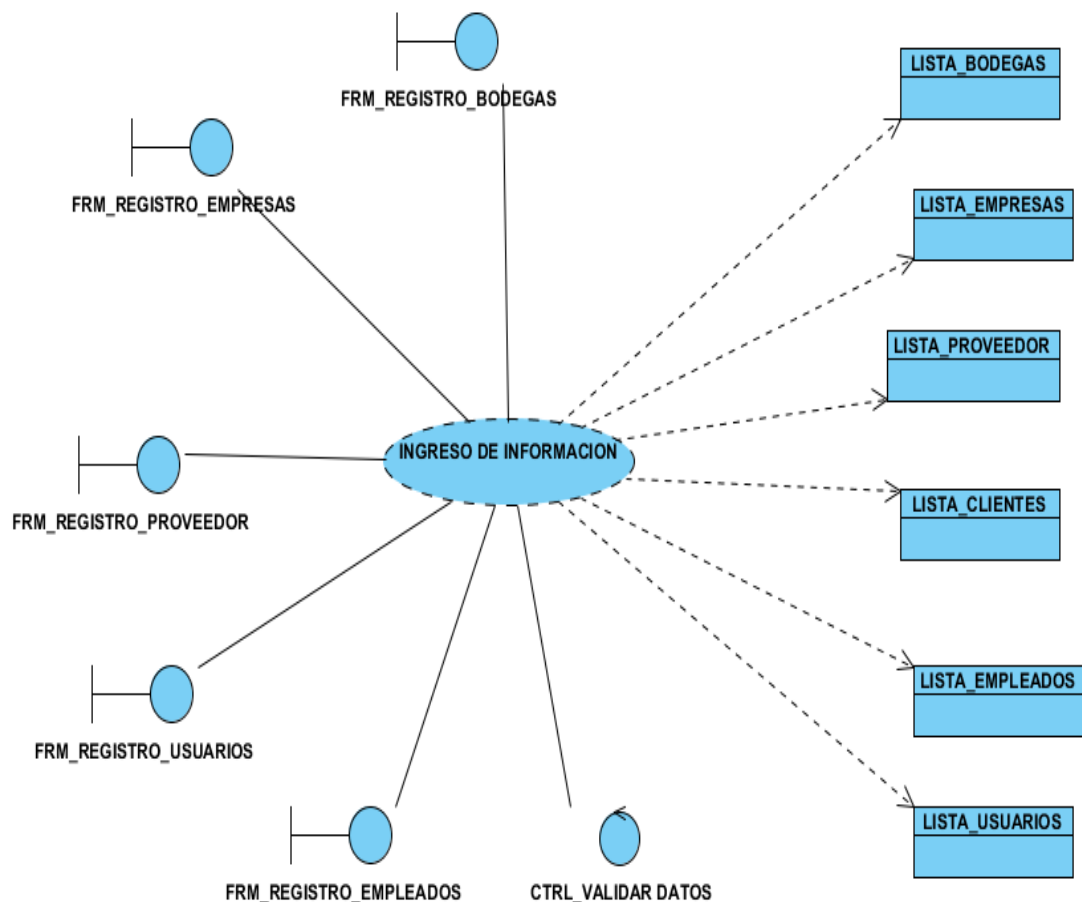 FRM_REGISTRO_BODEGAS
LISTA_BODEGAS
FRM_REGISTRO_EMPRESAS
LISTA_EMPRESAS
LISTA_PROVEEDOR
INGRESO DE INFORMACION
FRM_REGISTRO_PROVEEDOR
LISTA_CLIENTES
FRM_REGISTRO_USUARIOS
LISTA_EMPLEADOS
LISTA_USUARIOS
FRM_REGISTRO_EMPLEADOS
CTRL_VALIDAR DATOS